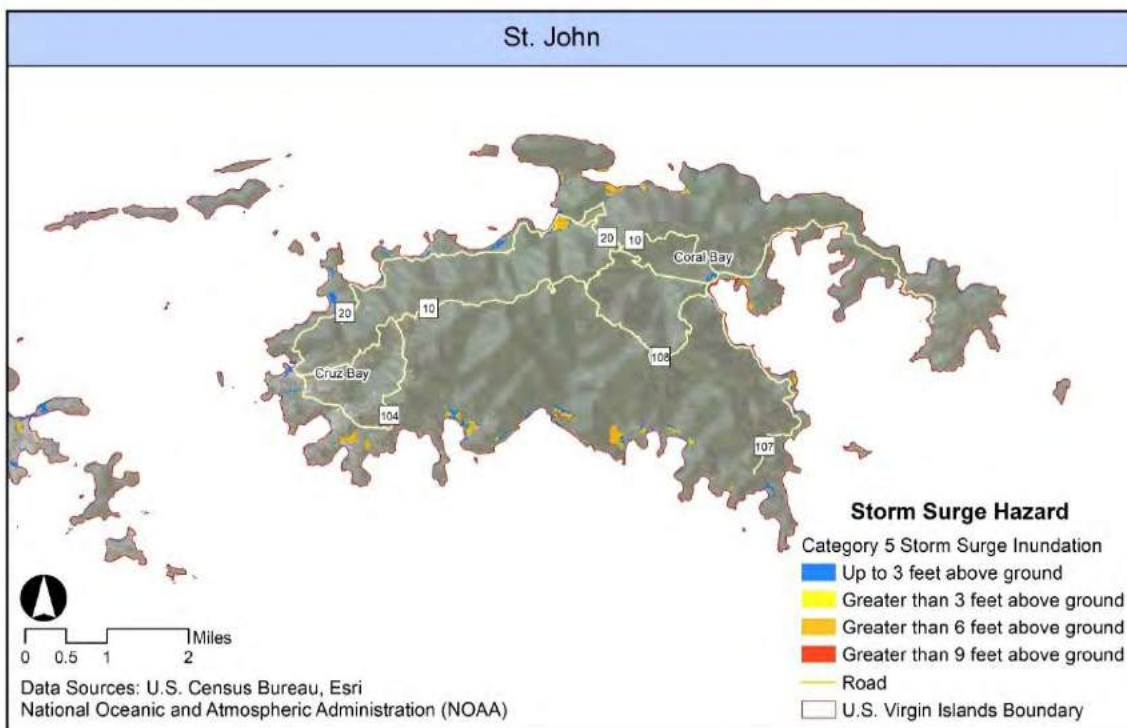 St. John
20
10
Coral Bay
20
10
108
Cruz Bay
104
107
Storm Surge Hazard
Category 5 Storm Surge Inundation
Up to 3 feet above ground
Greater than 3 feet above ground
Greater than 6 feet above ground
Greater than 9 feet above ground
Road
U.S. Virgin Islands Boundary
Miles
0 0.5 1 2
Data Sources: U.S. Census Bureau, Esri
National Oceanic and Atmospheric Administration (NOAA)